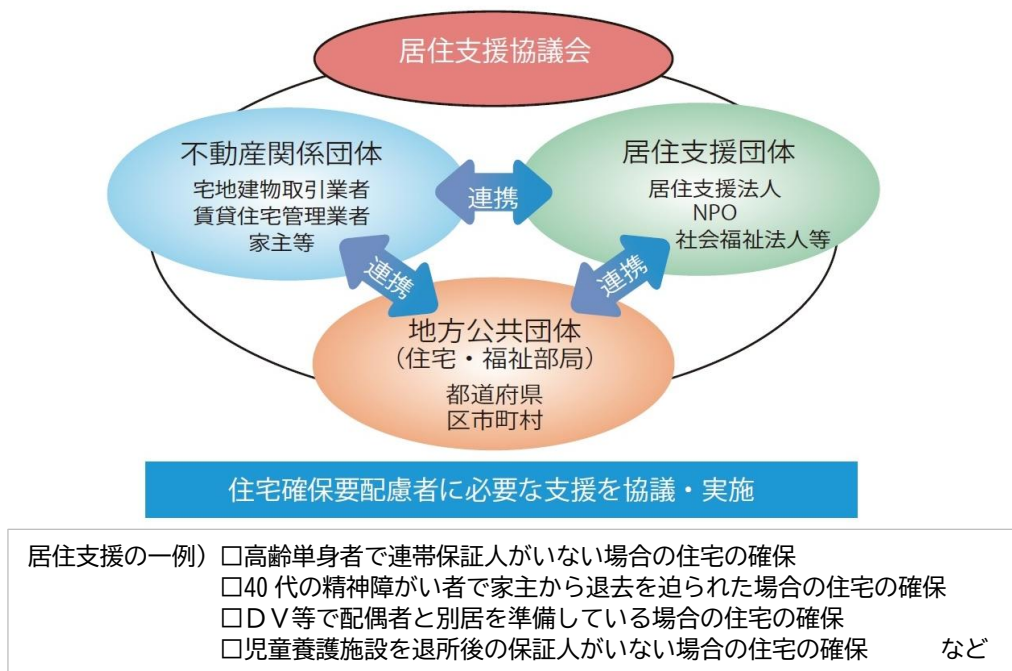 居住支援協議会
不動産関係団体
宅地建物取引業者
賃貸住宅管理業者
家主等
連携
居住支援団体
居住支援法人
NPO
社会福祉法人等
連携
連携
地方公共団体
(住宅・福祉部局)
都道府県
区市町村
住宅確保要配慮者に必要な支援を協議・実施
居住支援の一例）□高齢単身者で連帯保証人がいない場合の住宅の確保
□40代の精神障がい者で家主から退去を迫られた場合の住宅の確保
□ＤＶ等で配偶者と別居を準備している場合の住宅の確保
□児童養護施設を退所後の保証人がいない場合の住宅の確保　　　など